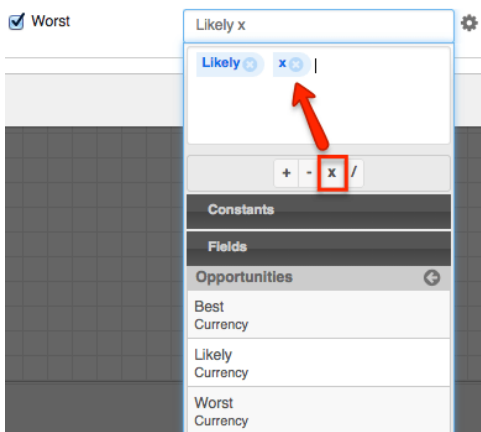 Worst
Likely x
Likely x
+ - x /
Constants
Fields
Opportunities
Best
Currency
Likely
Currency
Worst
Currency